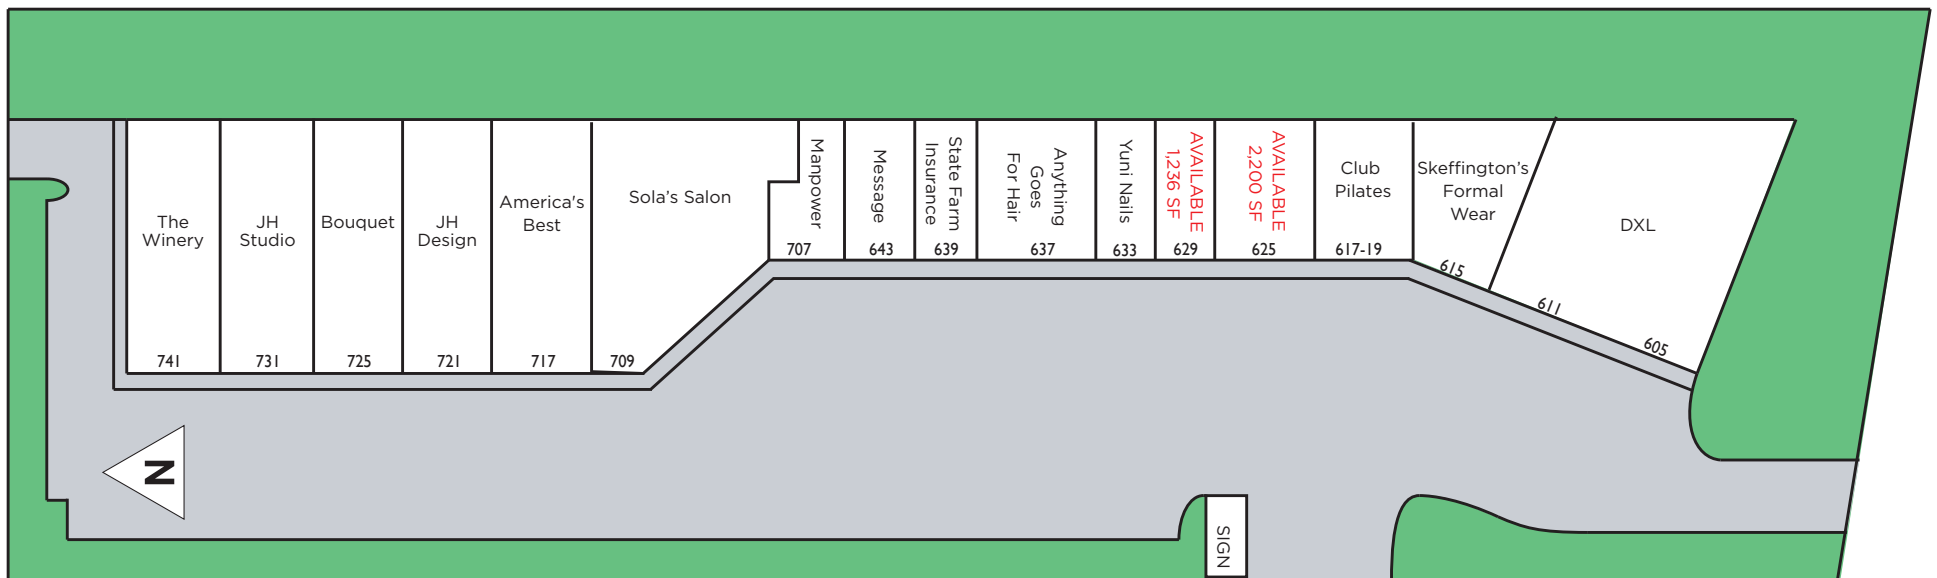 The
Winery
741
JH
Studio
731
Bouquet
725
JH
Design
721
America's
Best
717
Sola's Salon
709
Manpower
707
Message
643
State Farm
Insurance
639
Anything
Goes
For Hair
637
Yuni Nails
633
AVAILABLE
1,236 SF
629
AVAILABLE
2,200 SF
625
Club
Pilates
617-19
Skeffington's
Formal
Wear
615
DXL
611
605
N
SIGN